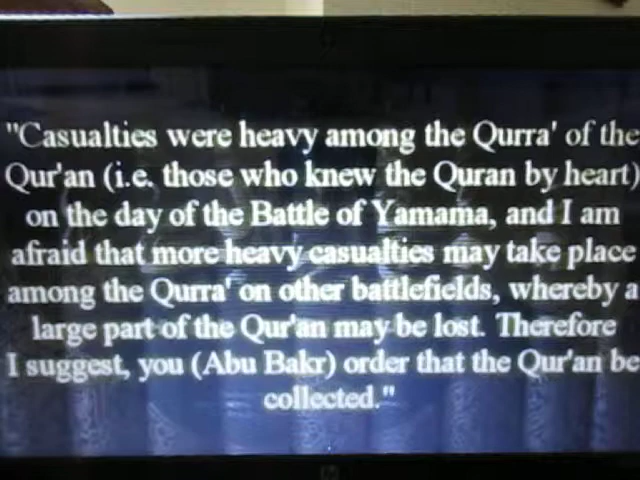 "Casualties were heavy among the Qurra' of the
Qur'an (i.e. those who knew the Quran by heart)
on the day of the Battle of Yamama, and I am
afraid that more heavy casualties may take place
among the Qurra' on other battlefields, whereby a
large part of the Qur'an may be lost. Therefore
I suggest, you (Abu Bakr) order that the Qur'an be
collected."